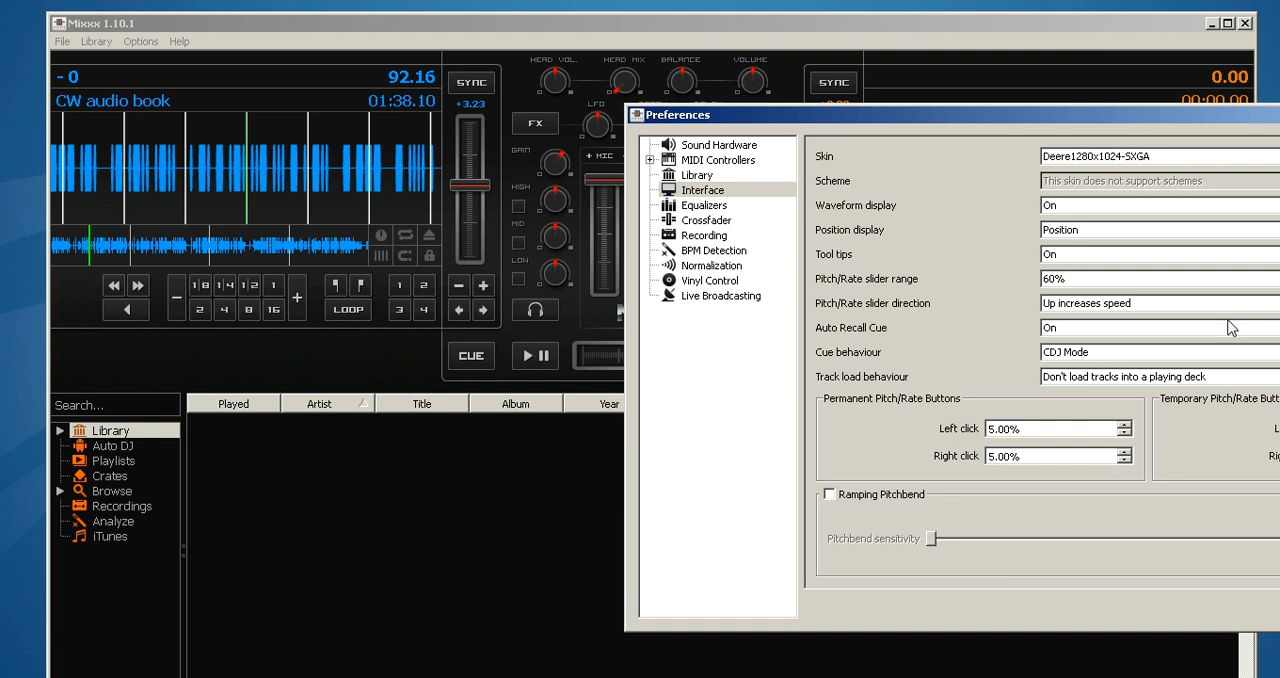 Mixxx 1.10.1
File Library Options Help
- 0 92.16
CW audio book 01:38.10
SYNC
+3.23
HEAD VOL. HEAD MIX BALANCE VOLUME
SYNC
0.00
FX
LFO
GAIN
+ MIC
HIGH
MID
LOW
1|8 1|4 1|2 1
2 4 8 16
LOOP
1 2
3 4
CUE
Search...
Played Artist Title Album Year
Library
Auto DJ
Playlists
Crates
Browse
Recordings
Analyze
iTunes
Preferences
Sound Hardware
MIDI Controllers
Library
Interface
Equalizers
Crossfader
Recording
BPM Detection
Normalization
Vinyl Control
Live Broadcasting
Skin Deere1280x1024-SXGA
Scheme This skin does not support schemes
Waveform display On
Position display Position
Tool tips On
Pitch/Rate slider range 60%
Pitch/Rate slider direction Up increases speed
Auto Recall Cue On
Cue behaviour CDJ Mode
Track load behaviour Don't load tracks into a playing deck
Permanent Pitch/Rate Buttons
Left click 5.00%
Right click 5.00%
Temporary Pitch/Rate Butt
L
Rig
Ramping Pitchbend
Pitchbend sensitivity